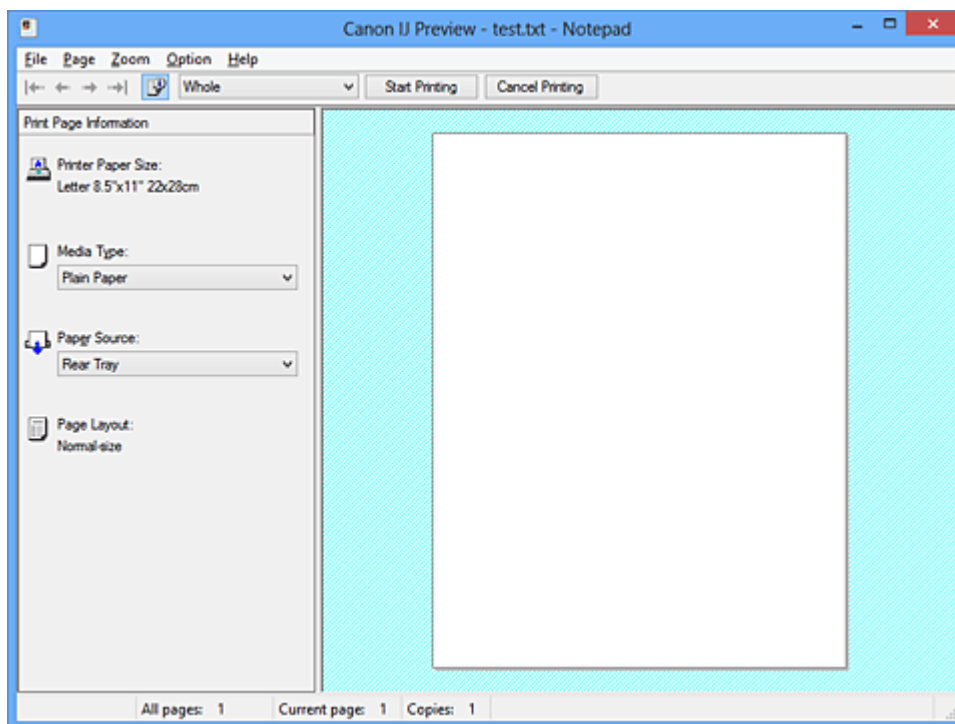 Canon IJ Preview - test.txt - Notepad
File Page Zoom Option Help
Whole Start Printing Cancel Printing
Print Page Information
Printer Paper Size:
Letter 8.5"x11" 22x28cm
Media Type:
Plain Paper
Paper Source:
Rear Tray
Page Layout:
Normal-size
All pages: 1 Current page: 1 Copies: 1